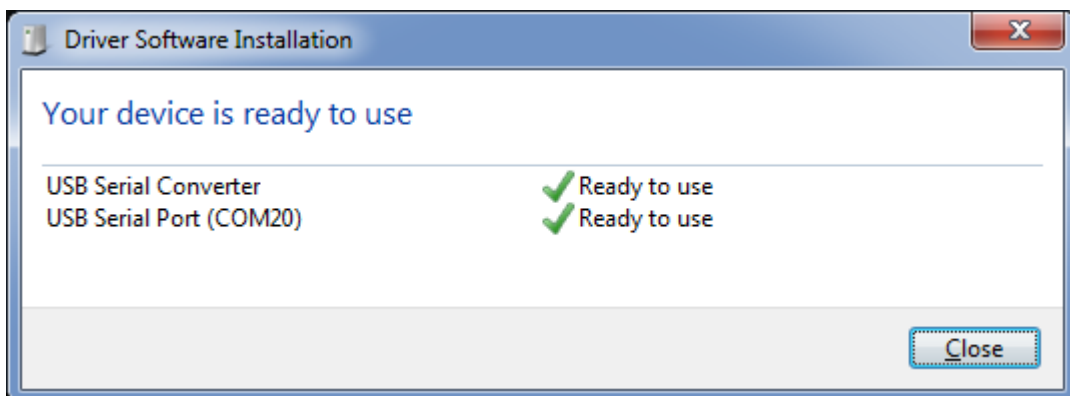 Driver Software Installation
Your device is ready to use
USB Serial Converter Ready to use
USB Serial Port (COM20) Ready to use
Close